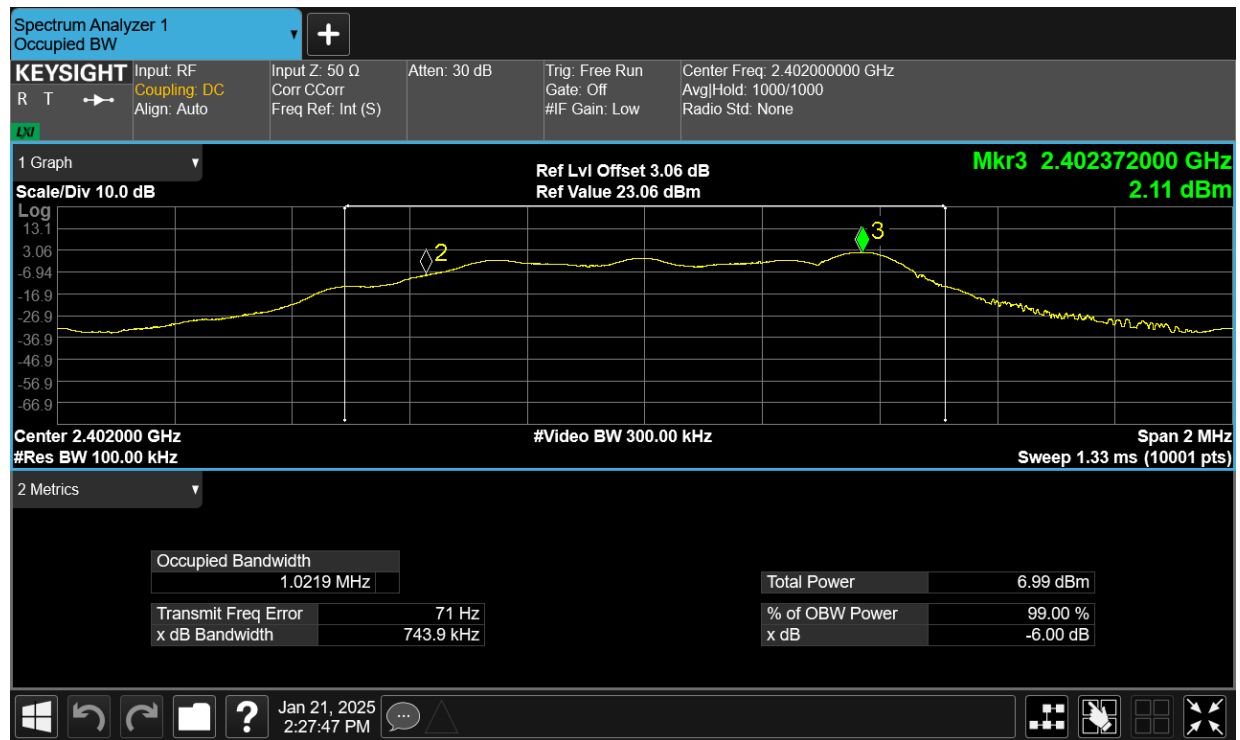 Spectrum Analyzer 1
Occupied BW
KEYSIGHT
R T
LXI
Input: RF
Coupling: DC
Align: Auto
Input Z: 50 Ω
Corr CCorr
Freq Ref: Int (S)
Atten: 30 dB
Trig: Free Run
Gate: Off
#IF Gain: Low
Center Freq: 2.402000000 GHz
Avg|Hold: 1000/1000
Radio Std: None
1 Graph
Scale/Div 10.0 dB
Ref Lvl Offset 3.06 dB
Ref Value 23.06 dBm
Mkr3 2.402372000 GHz
2.11 dBm
Log
13.1
3.06
-6.94
-16.9
-26.9
-36.9
-46.9
-56.9
-66.9
2
3
Center 2.402000 GHz
#Res BW 100.00 kHz
#Video BW 300.00 kHz
Span 2 MHz
Sweep 1.33 ms (10001 pts)
2 Metrics
Occupied Bandwidth
1.0219 MHz
Transmit Freq Error 71 Hz
x dB Bandwidth 743.9 kHz
Total Power 6.99 dBm
% of OBW Power 99.00 %
x dB -6.00 dB
?
Jan 21, 2025
2:27:47 PM